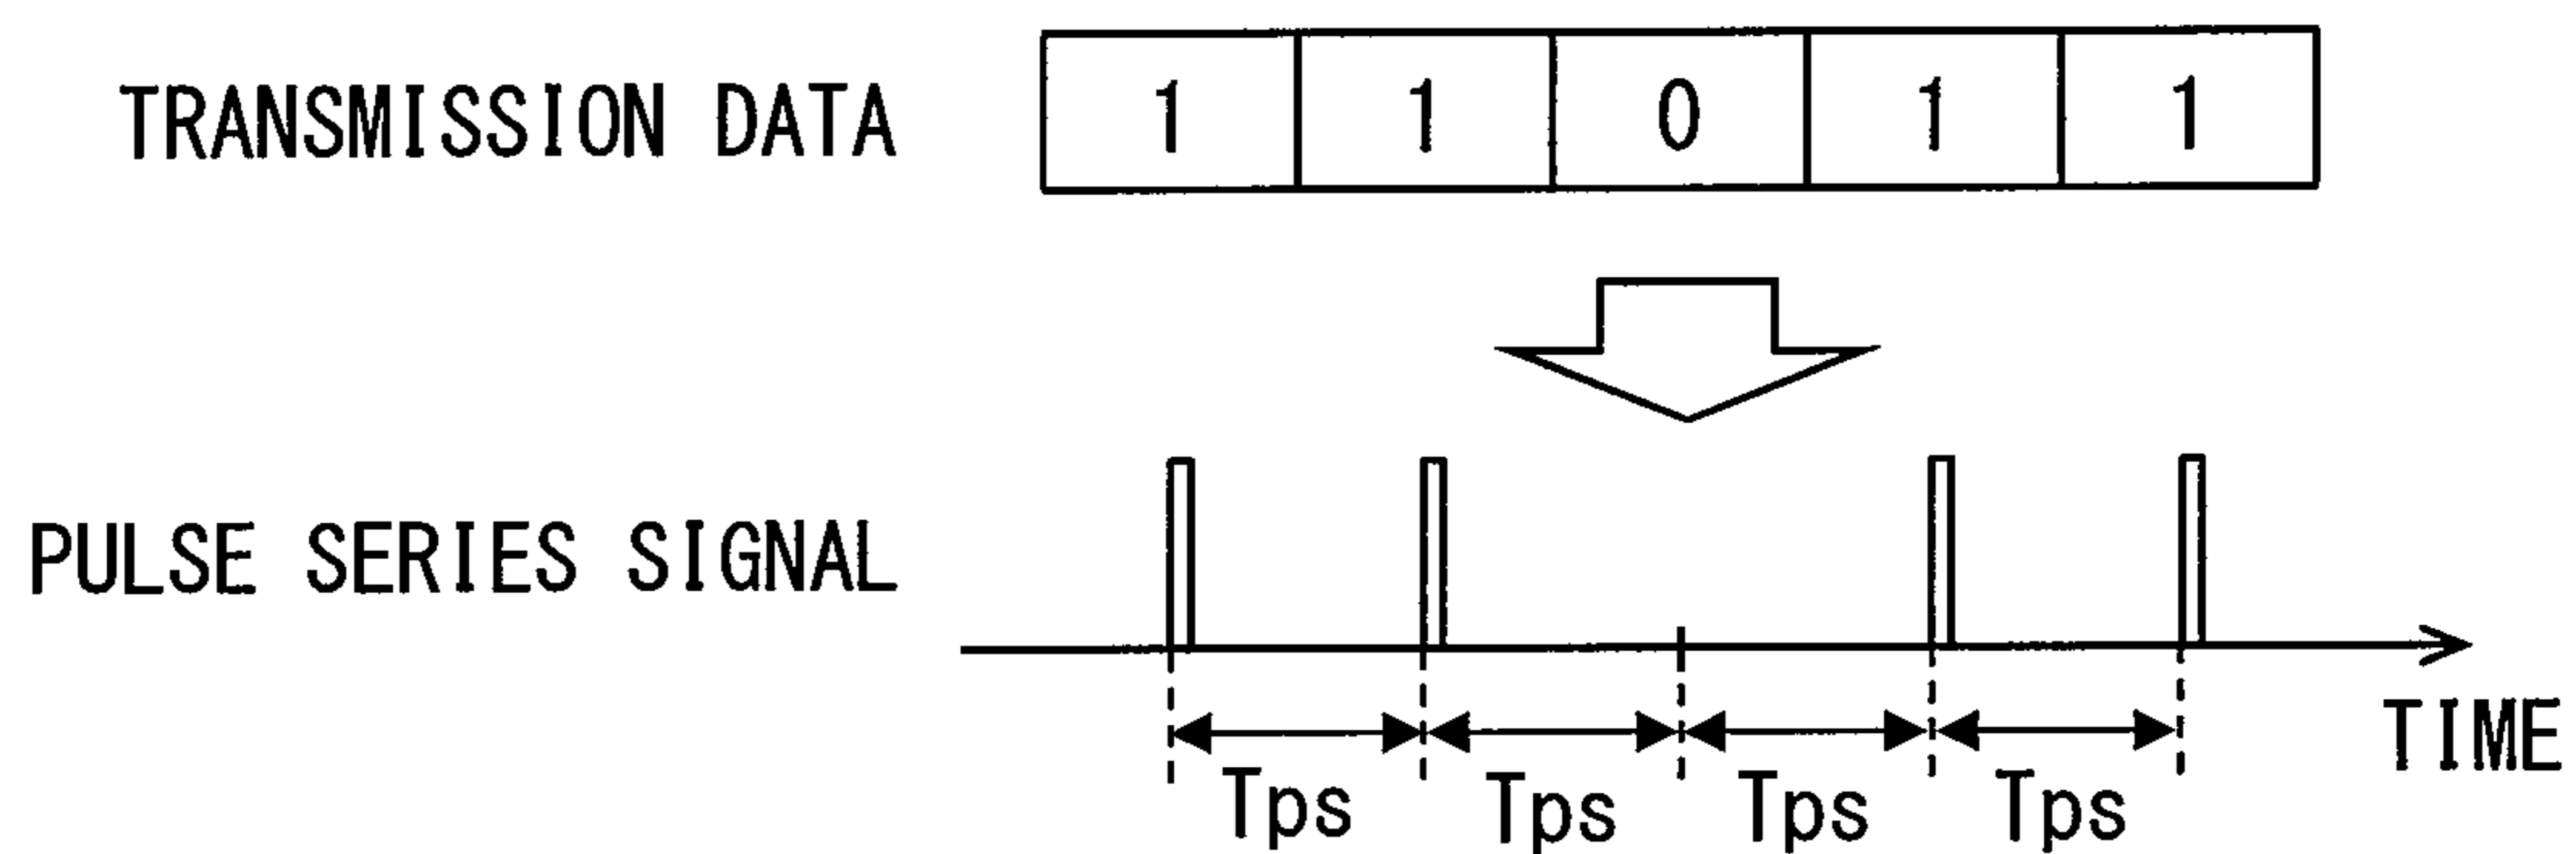 TRANSMISSION DATA 1 1 0 1 1
PULSE SERIES SIGNAL
TIME
Tps Tps Tps Tps